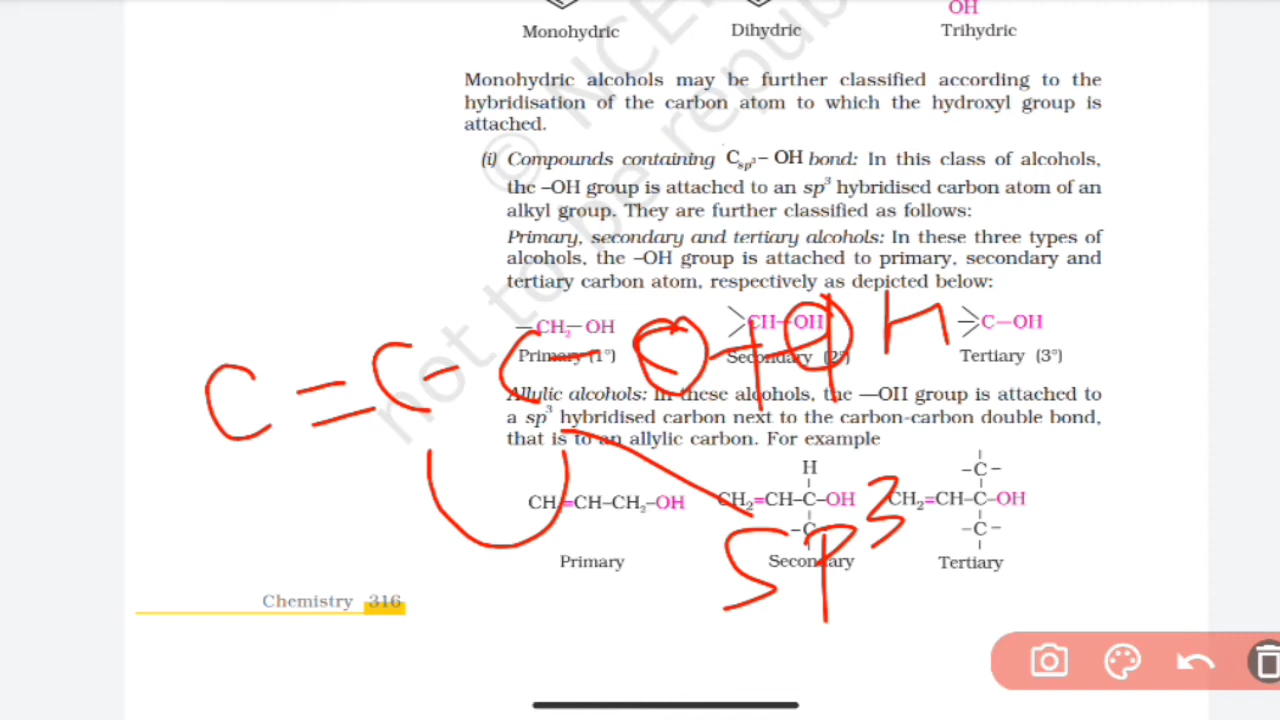 OH
Monohydric Dihydric Trihydric
Monohydric alcohols may be further classified according to the
hybridisation of the carbon atom to which the hydroxyl group is
attached.
(i) Compounds containing Csp³– OH bond: In this class of alcohols,
the –OH group is attached to an sp³ hybridised carbon atom of an
alkyl group. They are further classified as follows:
Primary, secondary and tertiary alcohols: In these three types of
alcohols, the –OH group is attached to primary, secondary and
tertiary carbon atom, respectively as depicted below:
–CH₂– OH >CH–OH >C–OH
Primary (1°) Secondary (2°) Tertiary (3°)
C = C – C
Allylic alcohols: In these alcohols, the —OH group is attached to
a sp³ hybridised carbon next to the carbon-carbon double bond,
that is to an allylic carbon. For example
H –C–
CH₂=CH–CH₂–OH CH₂=CH–C–OH CH₂=CH–C–OH
–C– –C–
sp3
Primary Secondary Tertiary
Chemistry 316
not to be republ
© NCE